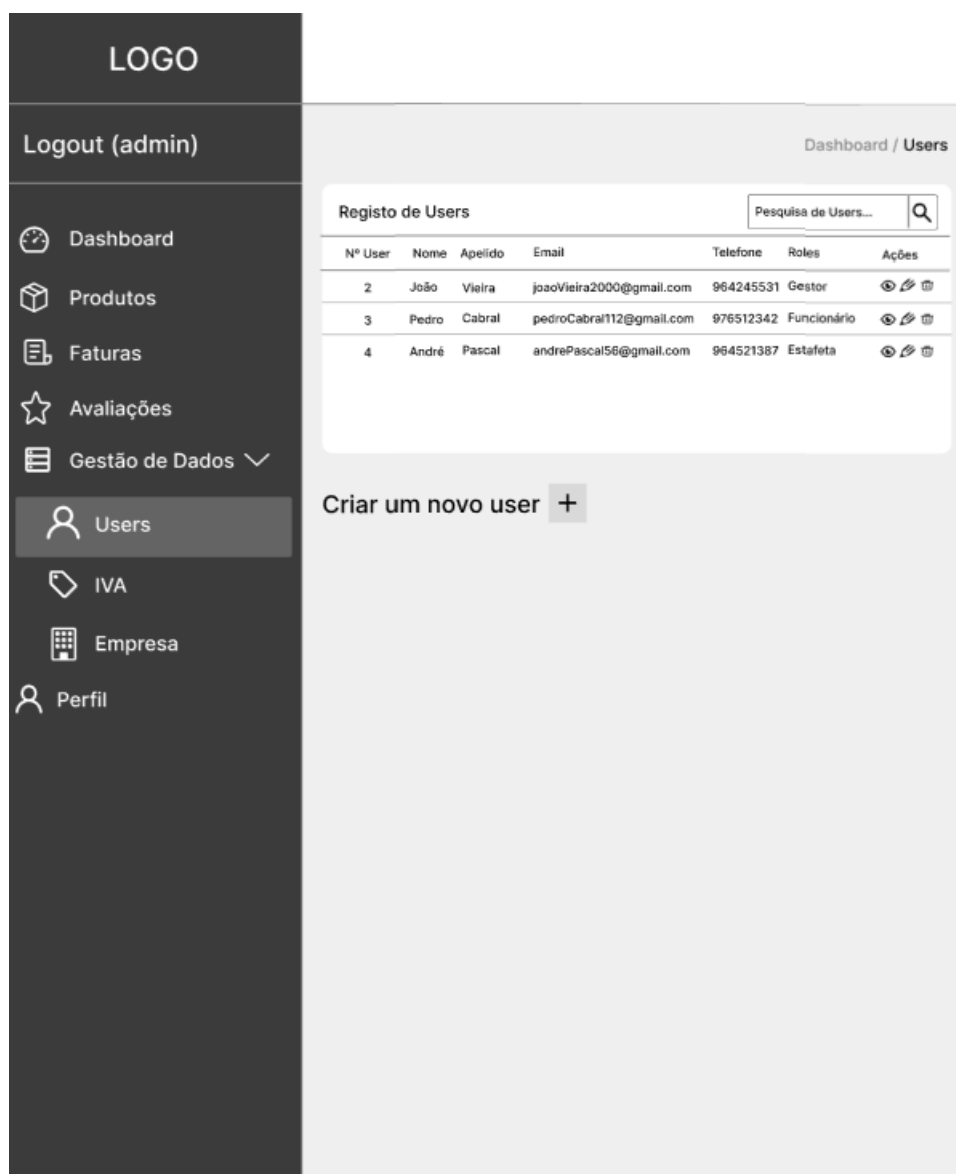 LOGO
Logout (admin)
Dashboard
Produtos
Faturas
Avaliações
Gestão de Dados
Users
IVA
Empresa
Perfil
Dashboard / Users
Registo de Users
Pesquisa de Users...
Nº User Nome Apelido Email Telefone Roles Ações
2 João Vieira joaoVieira2000@gmail.com 964245531 Gestor
3 Pedro Cabral pedroCabral112@gmail.com 976512342 Funcionário
4 André Pascal andrePascal56@gmail.com 964521387 Estafeta
Criar um novo user +